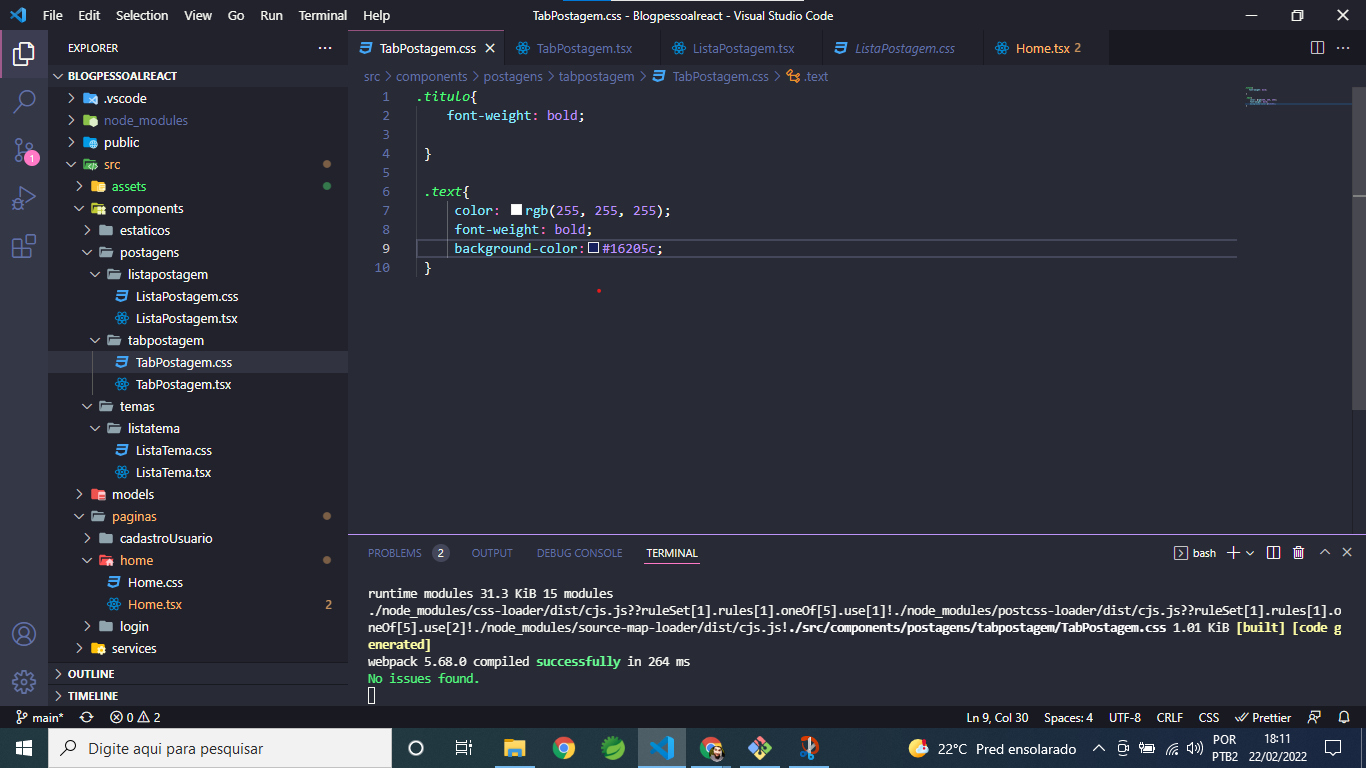 File Edit Selection View Go Run Terminal Help
TabPostagem.css - Blogpessoalreact - Visual Studio Code
EXPLORER
BLOGPESSOALREACT
.vscode
node_modules
public
src
assets
components
estaticos
postagens
listapostagem
ListaPostagem.css
ListaPostagem.tsx
tabpostagem
TabPostagem.css
TabPostagem.tsx
temas
listatema
ListaTema.css
ListaTema.tsx
models
paginas
cadastroUsuario
home
Home.css
Home.tsx 2
login
services
OUTLINE
TIMELINE
1
TabPostagem.css TabPostagem.tsx ListaPostagem.tsx ListaPostagem.css Home.tsx 2
src > components > postagens > tabpostagem > TabPostagem.css > .text
1 .titulo{
2 font-weight: bold;
3
4 }
5
6 .text{
7 color: rgb(255, 255, 255);
8 font-weight: bold;
9 background-color: #16205c;
10 }
PROBLEMS 2 OUTPUT DEBUG CONSOLE TERMINAL
bash
runtime modules 31.3 KiB 15 modules
./node_modules/css-loader/dist/cjs.js??ruleSet[1].rules[1].oneOf[5].use[1]!./node_modules/postcss-loader/dist/cjs.js??ruleSet[1].rules[1].o
neOf[5].use[2]!./node_modules/source-map-loader/dist/cjs.js!./src/components/postagens/tabpostagem/TabPostagem.css 1.01 KiB [built] [code g
enerated]
webpack 5.68.0 compiled successfully in 264 ms
No issues found.
main* 0 2
Ln 9, Col 30 Spaces: 4 UTF-8 CRLF CSS Prettier
Digite aqui para pesquisar
22°C Pred ensolarado
POR
PTB2
18:11
22/02/2022